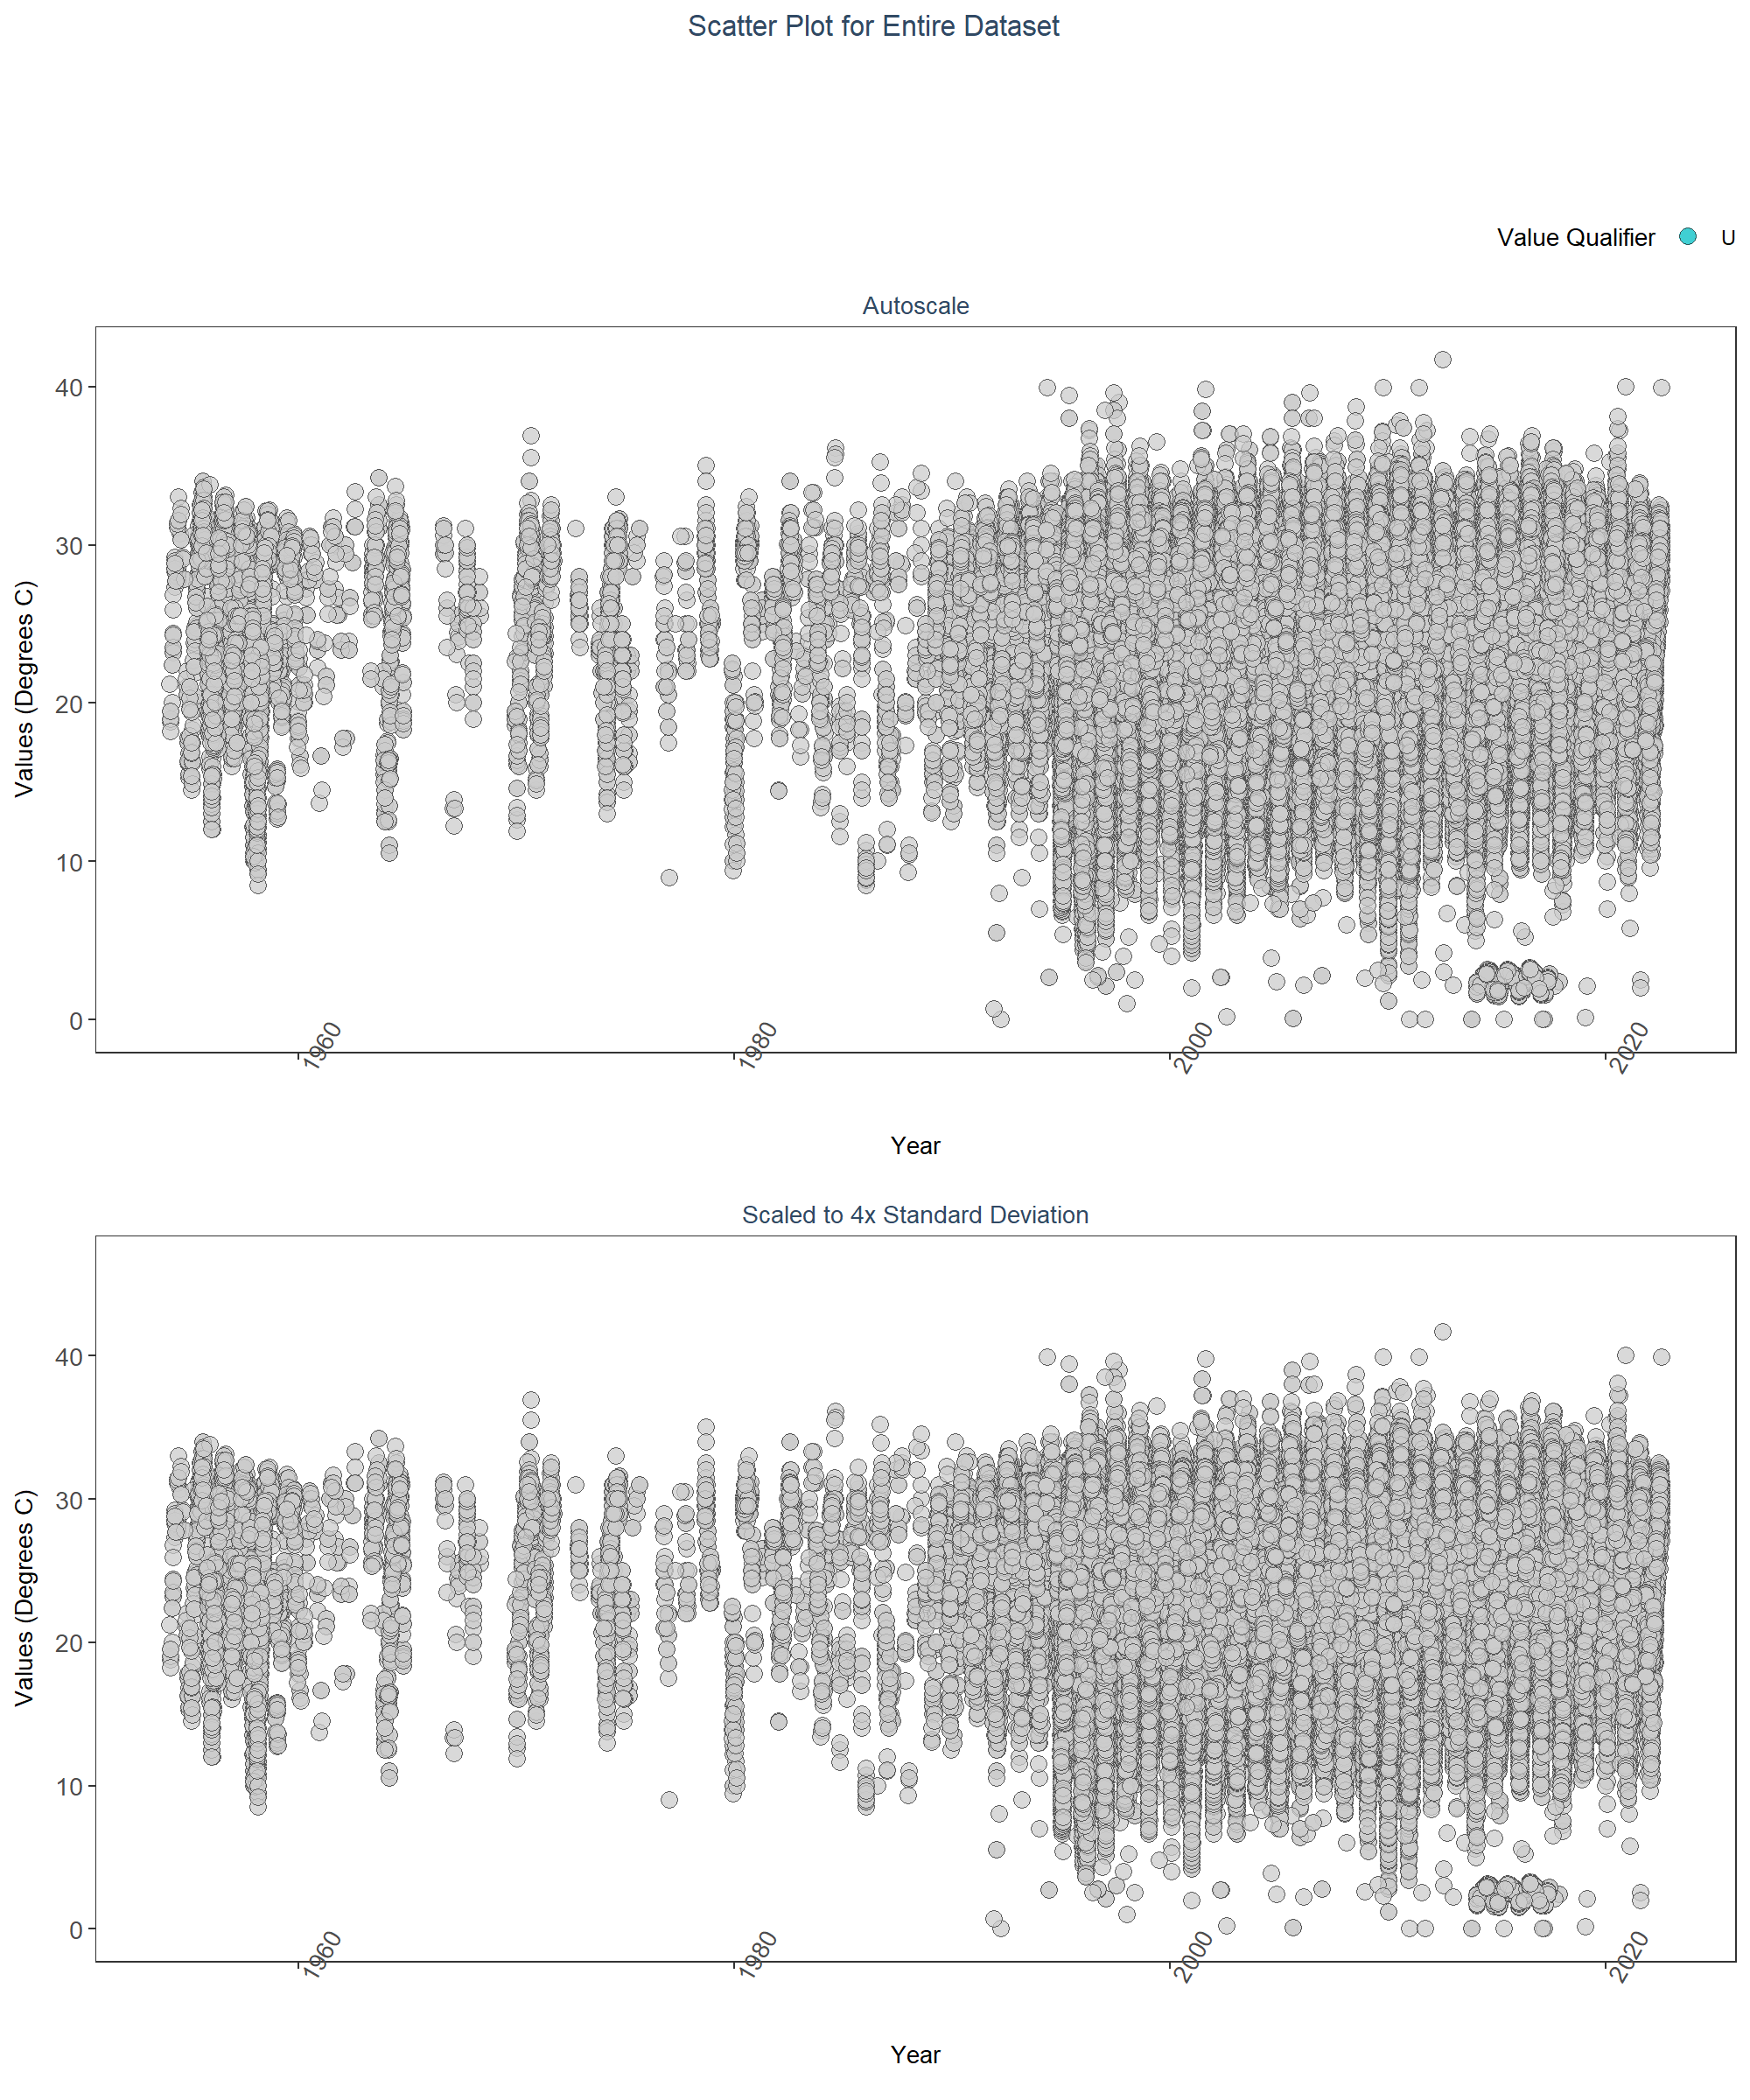 Scatter Plot for Entire Dataset
Value Qualifier U
Autoscale
Values (Degrees C)
40
30
20
10
0
1960 1980 2000 2020
Year
Scaled to 4x Standard Deviation
Values (Degrees C)
40
30
20
10
0
1960 1980 2000 2020
Year